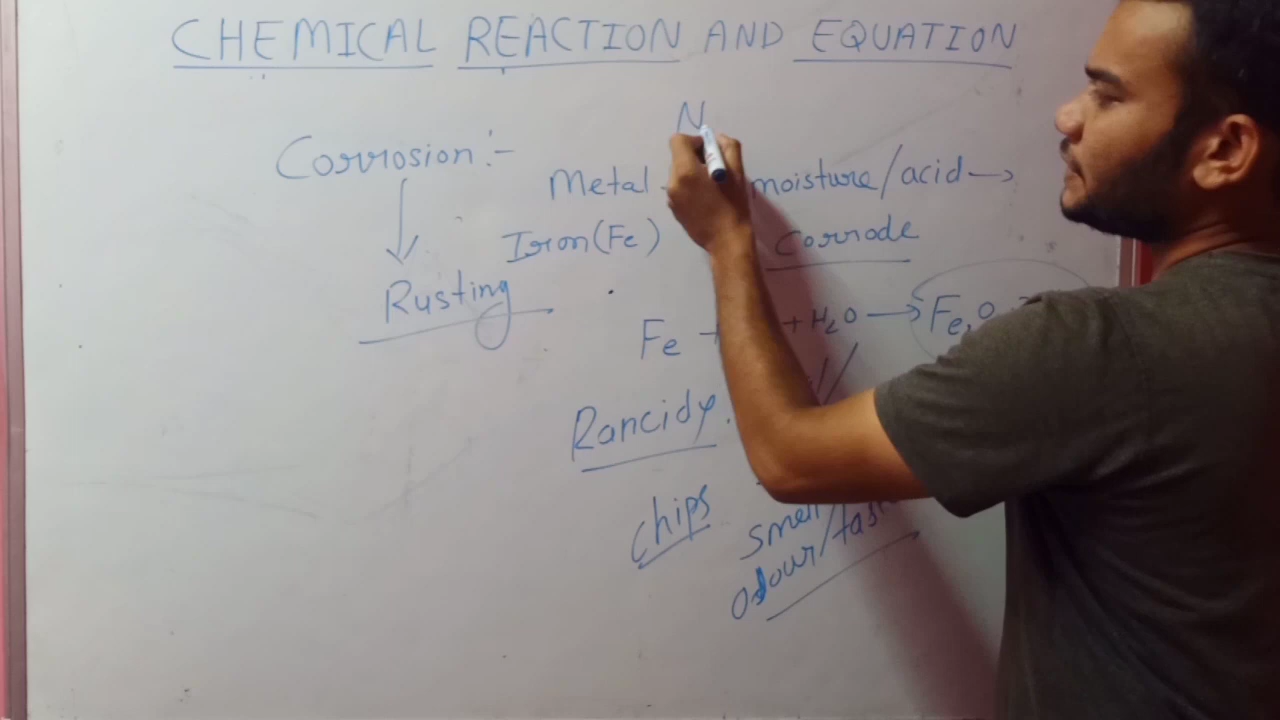 CHEMICAL REACTION AND EQUATION
N
Corrosion :-
Metal moisture/acid →
Iron (Fe) Corrode
Rusting
Fe + + H2O → Fe2O
Rancidy
chips
smell
odour/taste